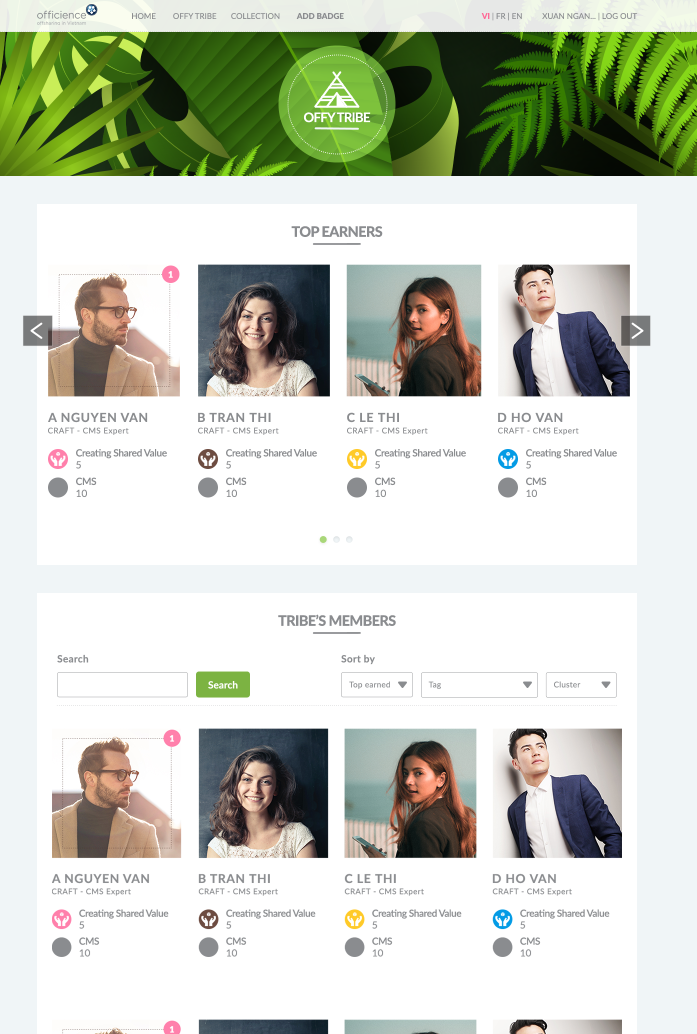 officience
offshoring in Vietnam
HOME OFFY TRIBE COLLECTION ADD BADGE
VI | FR | EN XUAN NGAN... | LOG OUT
OFFY TRIBE
TOP EARNERS
1
A NGUYEN VAN B TRAN THI C LE THI D HO VAN
CRAFT - CMS Expert CRAFT - CMS Expert CRAFT - CMS Expert CRAFT - CMS Expert
Creating Shared Value Creating Shared Value Creating Shared Value Creating Shared Value
5 5 5 5
CMS CMS CMS CMS
10 10 10 10
TRIBE'S MEMBERS
Search Sort by
Search Top earned Tag Cluster
1
A NGUYEN VAN B TRAN THI C LE THI D HO VAN
CRAFT - CMS Expert CRAFT - CMS Expert CRAFT - CMS Expert CRAFT - CMS Expert
Creating Shared Value Creating Shared Value Creating Shared Value Creating Shared Value
5 5 5 5
CMS CMS CMS CMS
10 10 10 10
1